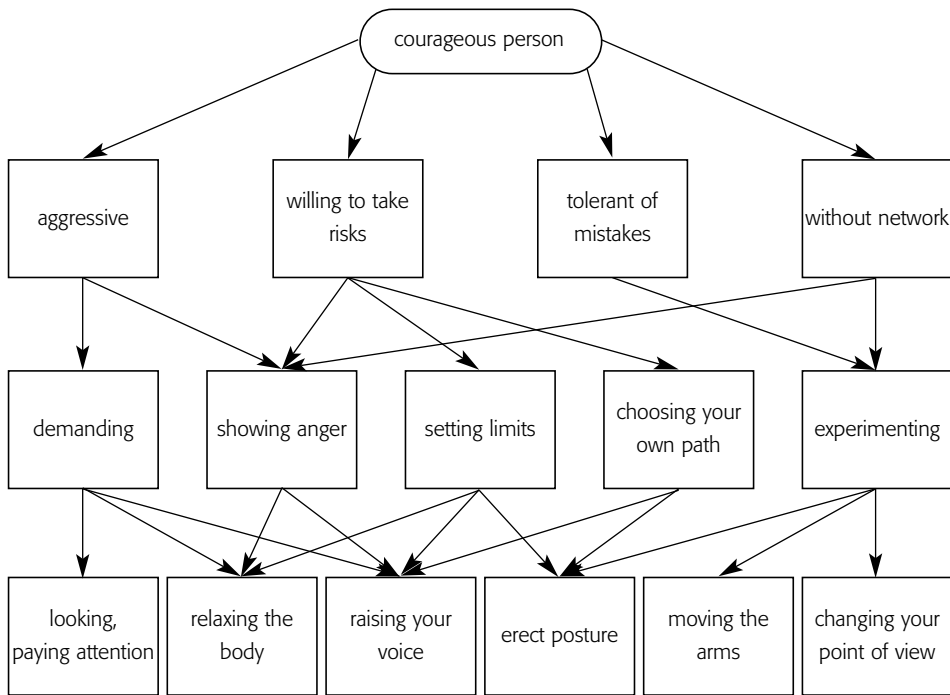 courageous person
aggressive
willing to take
risks
tolerant of
mistakes
without network
demanding
showing anger
setting limits
choosing your
own path
experimenting
looking,
paying attention
relaxing the
body
raising your
voice
erect posture
moving the
arms
changing your
point of view